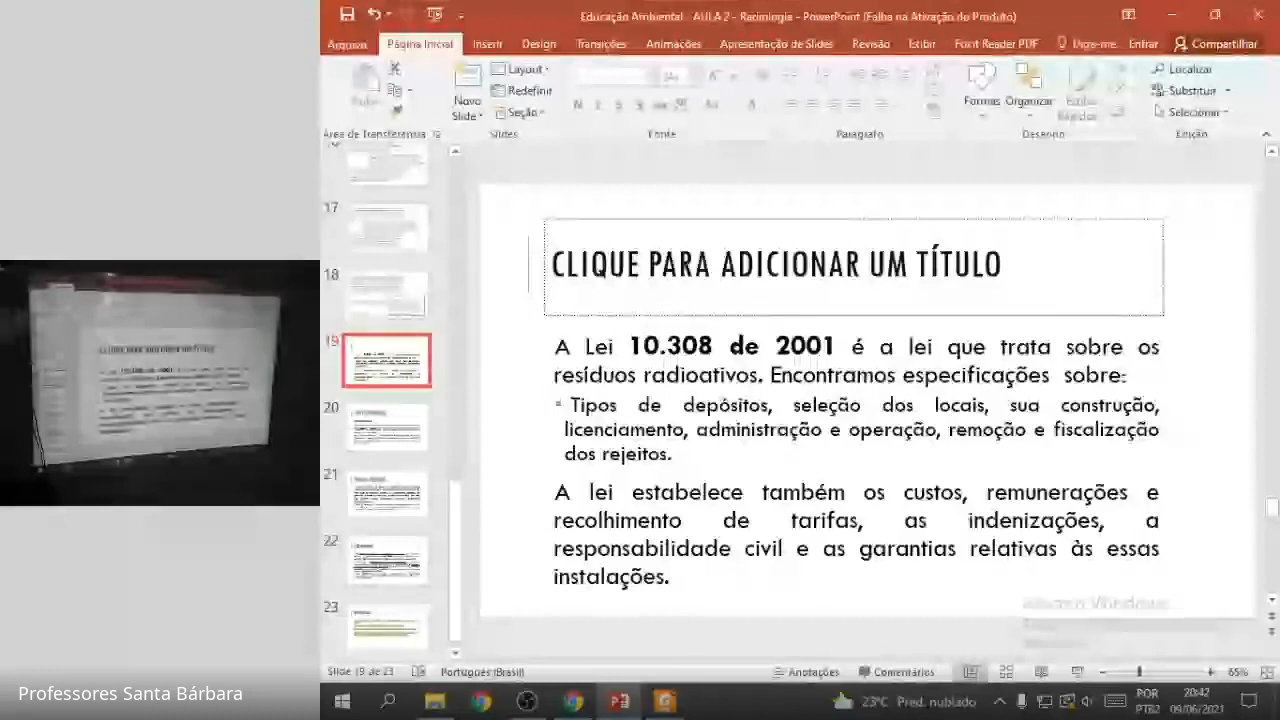 Educação Ambiental - AULA 2 - Radiologia - PowerPoint (Falha na Ativação do Produto)
Arquivo Página Inicial Inserir Design Transições Animações Apresentação de Slides Revisão Exibir Foxit Reader PDF Diga-me. Entrar Compartilhar
Layout
Redefinir
Seção
Novo
Slide
Formas Organizar
Localizar
Substituir
Selecionar
Área de Transferência Slides Fonte Parágrafo Desenho Edição
17
18
19
20
21
22
23
CLIQUE PARA ADICIONAR UM TÍTULO
A Lei 10.308 de 2001 é a lei que trata sobre os
resíduos radioativos. Encontramos especificações sobre:
Tipos de depósitos, seleção dos locais, sua construção,
licenciamento, administração e operação, remoção e fiscalização
dos rejeitos.
A lei estabelece também os custos, remunerações e
recolhimento de tarifas, as indenizações, a
responsabilidade civil e as garantias relativas às essas
instalações.
Slide 19 de 23 Português (Brasil) Anotações Comentários 65%
Professores Santa Bárbara
23°C Pred. nublado
POR
PTB2
20:42
09/06/2021